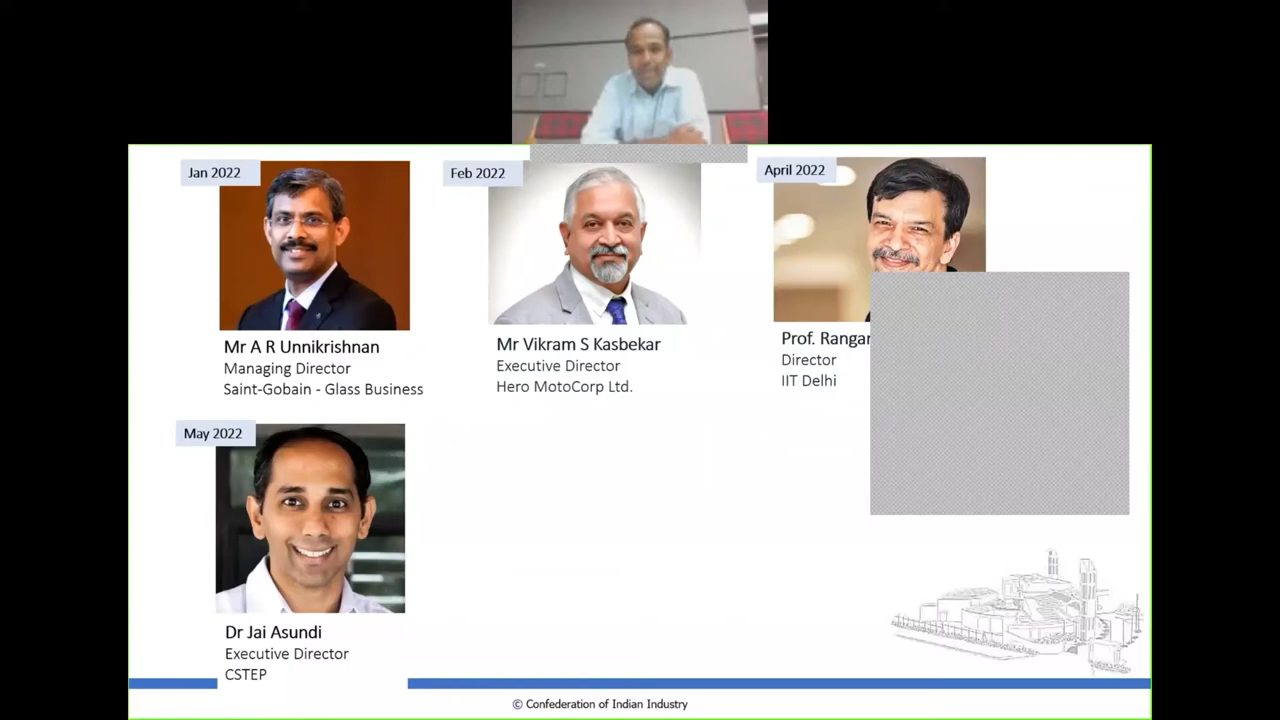 Jan 2022
Mr A R Unnikrishnan
Managing Director
Saint-Gobain - Glass Business
Feb 2022
Mr Vikram S Kasbekar
Executive Director
Hero MotoCorp Ltd.
April 2022
Prof.
Director
IIT Delhi
May 2022
Dr Jai Asundi
Executive Director
CSTEP
© Confederation of Indian Industry